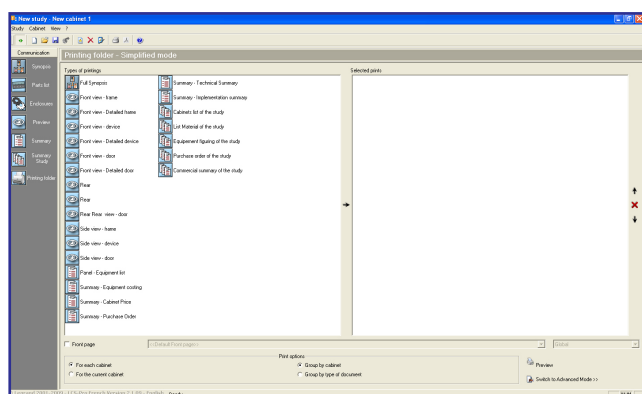 New study - New cabinet 1
Study Cabinet View ?
Communication
Printing folder - Simplified mode
Synopsis
Parts list
Enclosures
Preview
Summary
Summary Study
Printing folder
Types of printings
Full Synopsis
Front view - frame
Front view - Detailed frame
Front view - device
Front view - Detailed device
Front view - door
Front view - Detailed door
Rear
Rear
Rear Rear view - door
Side view - frame
Side view - device
Side view - door
Panel - Equipment list
Summary - Equipment costing
Summary - Cabinet Price
Summary - Purchase Order
Summary - Technical Summary
Summary - Implementation summary
Cabinets list of the study
List Material of the study
Equipement figuring of the study
Purchase order of the study
Commercial summary of the study
Selected prints
Front page
<<Default Frontpage>>
Global
Print options
For each cabinet
For the current cabinet
Group by cabinet
Group by type of document
Preview
Switch to Advanced Mode >>